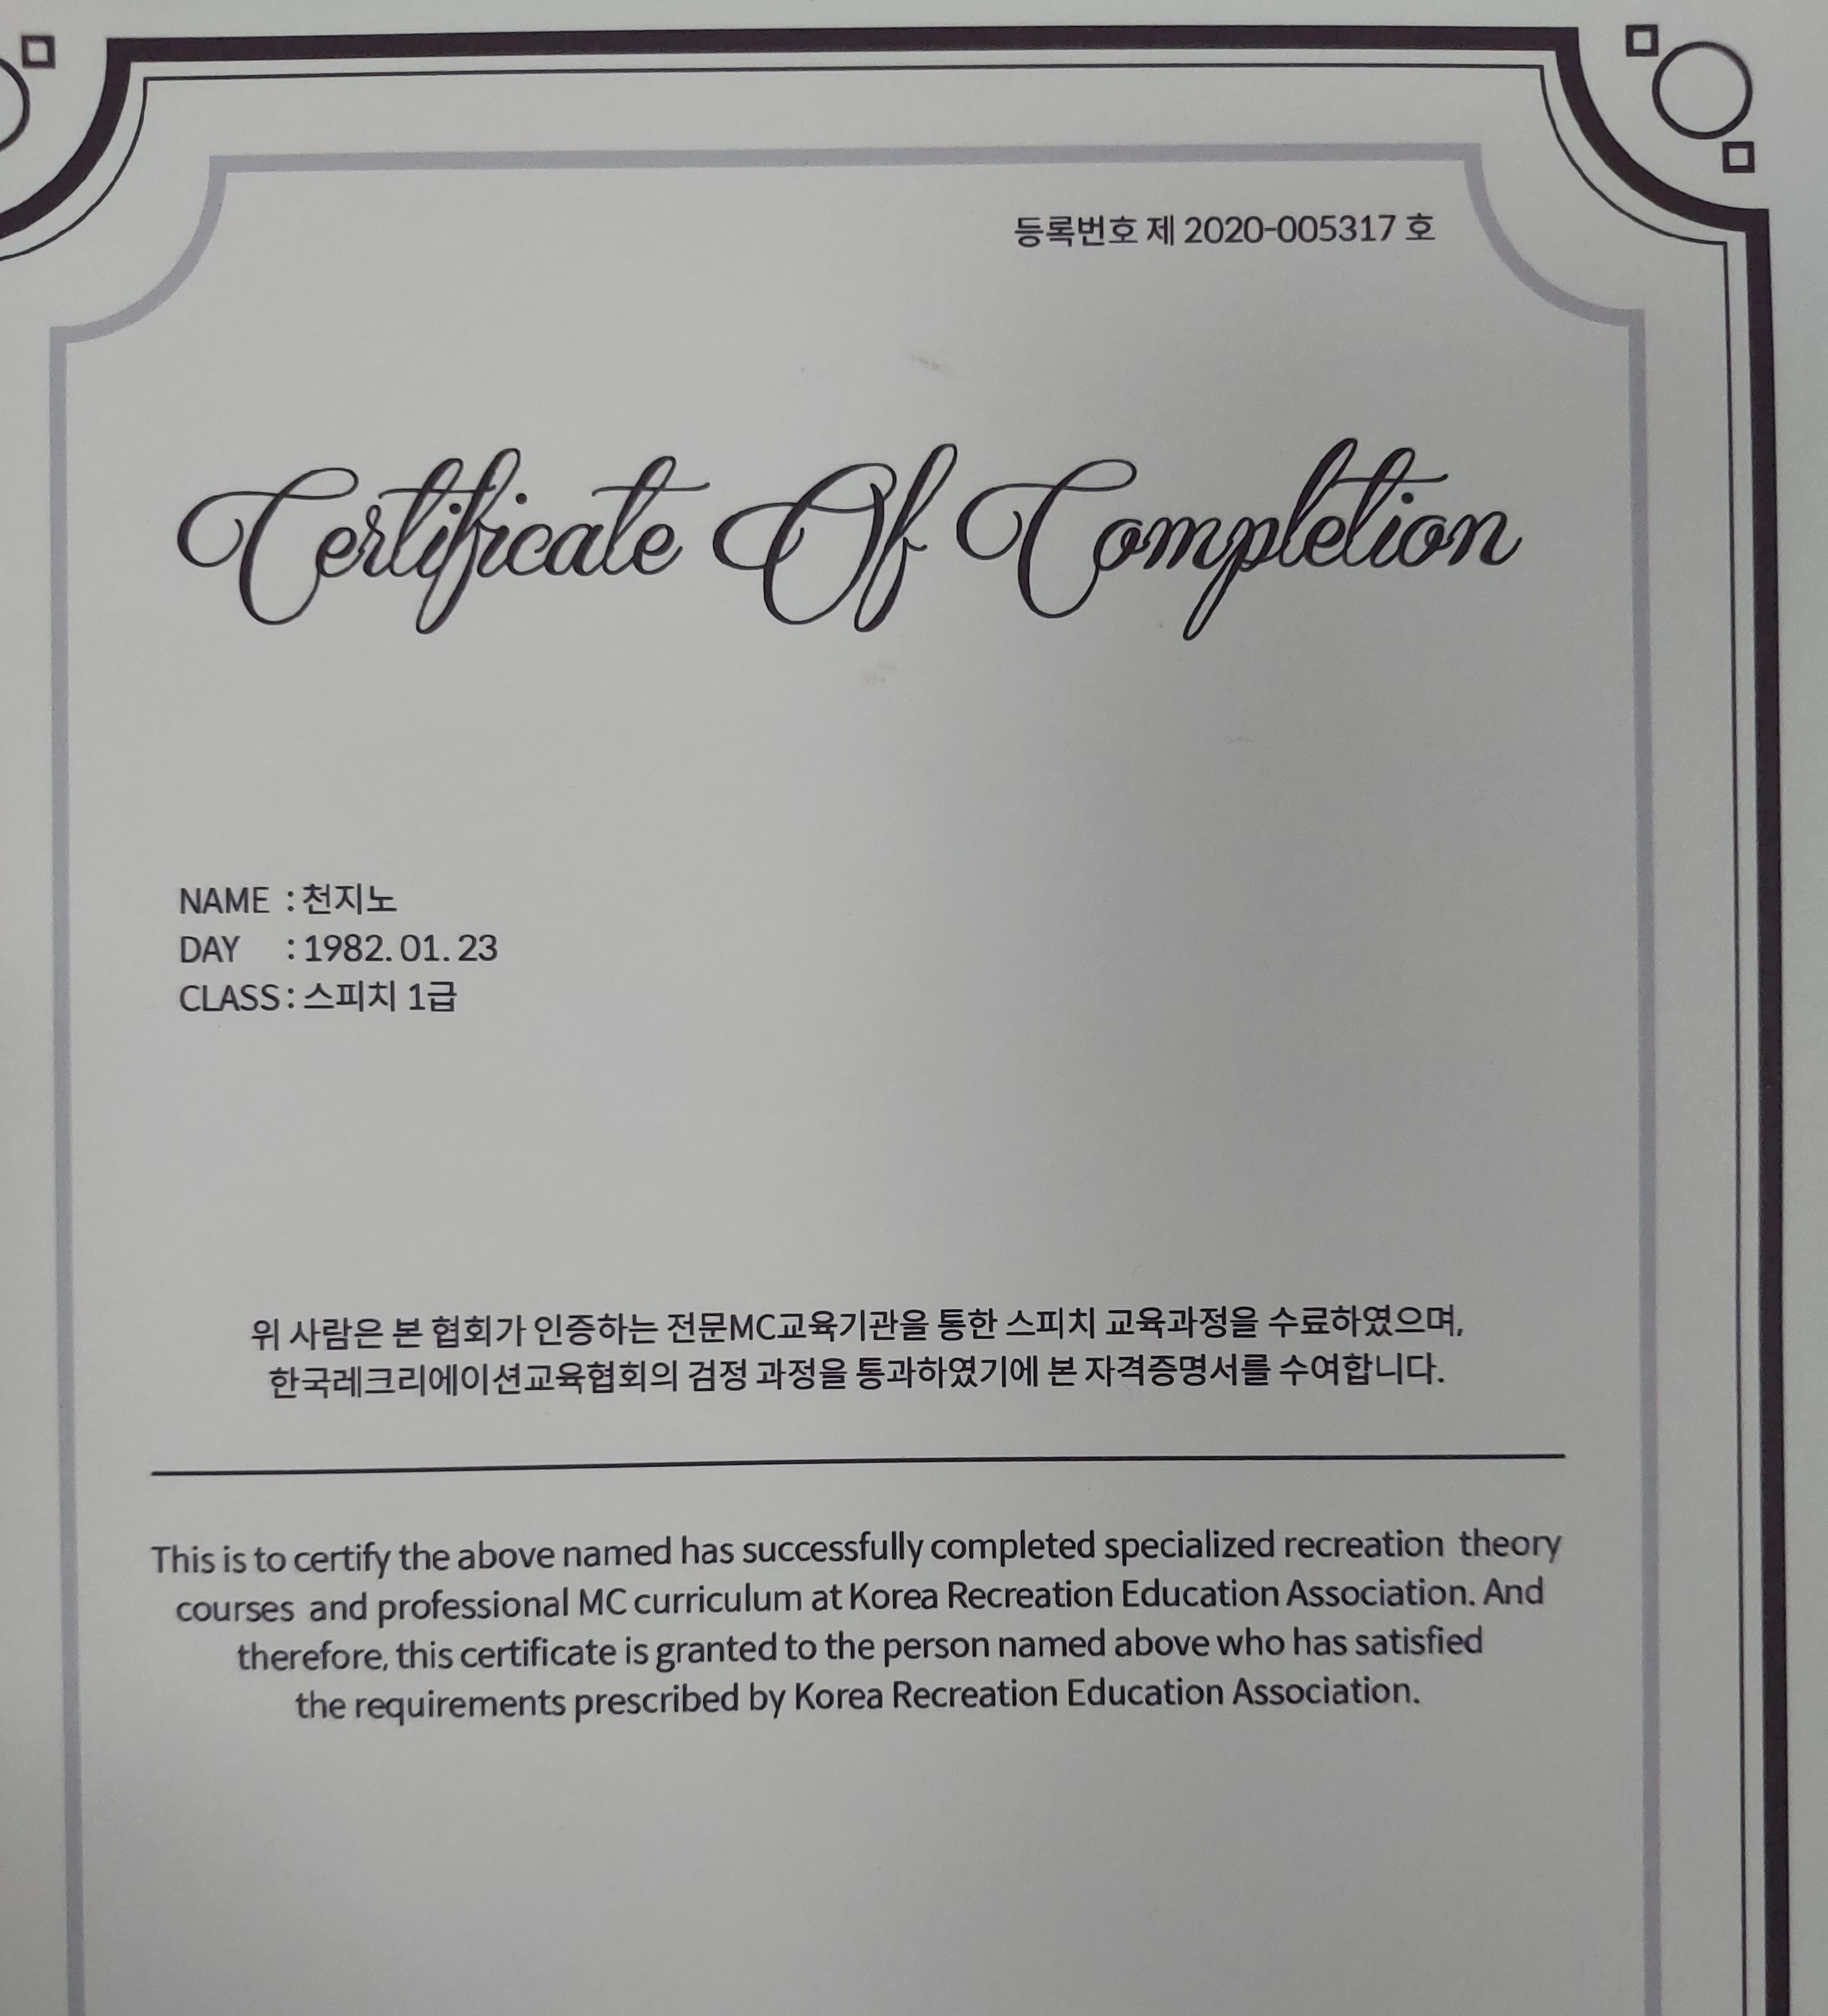 등록번호 제 2020-005317 호
Certificate Of Completion
NAME : 천지노
DAY : 1982. 01. 23
CLASS : 스피치 1급
위 사람은 본 협회가 인증하는 전문MC교육기관을 통한 스피치 교육과정을 수료하였으며,
한국레크리에이션교육협회의 검정 과정을 통과하였기에 본 자격증명서를 수여합니다.
This is to certify the above named has successfully completed specialized recreation theory
courses and professional MC curriculum at Korea Recreation Education Association. And
therefore, this certificate is granted to the person named above who has satisfied
the requirements prescribed by Korea Recreation Education Association.